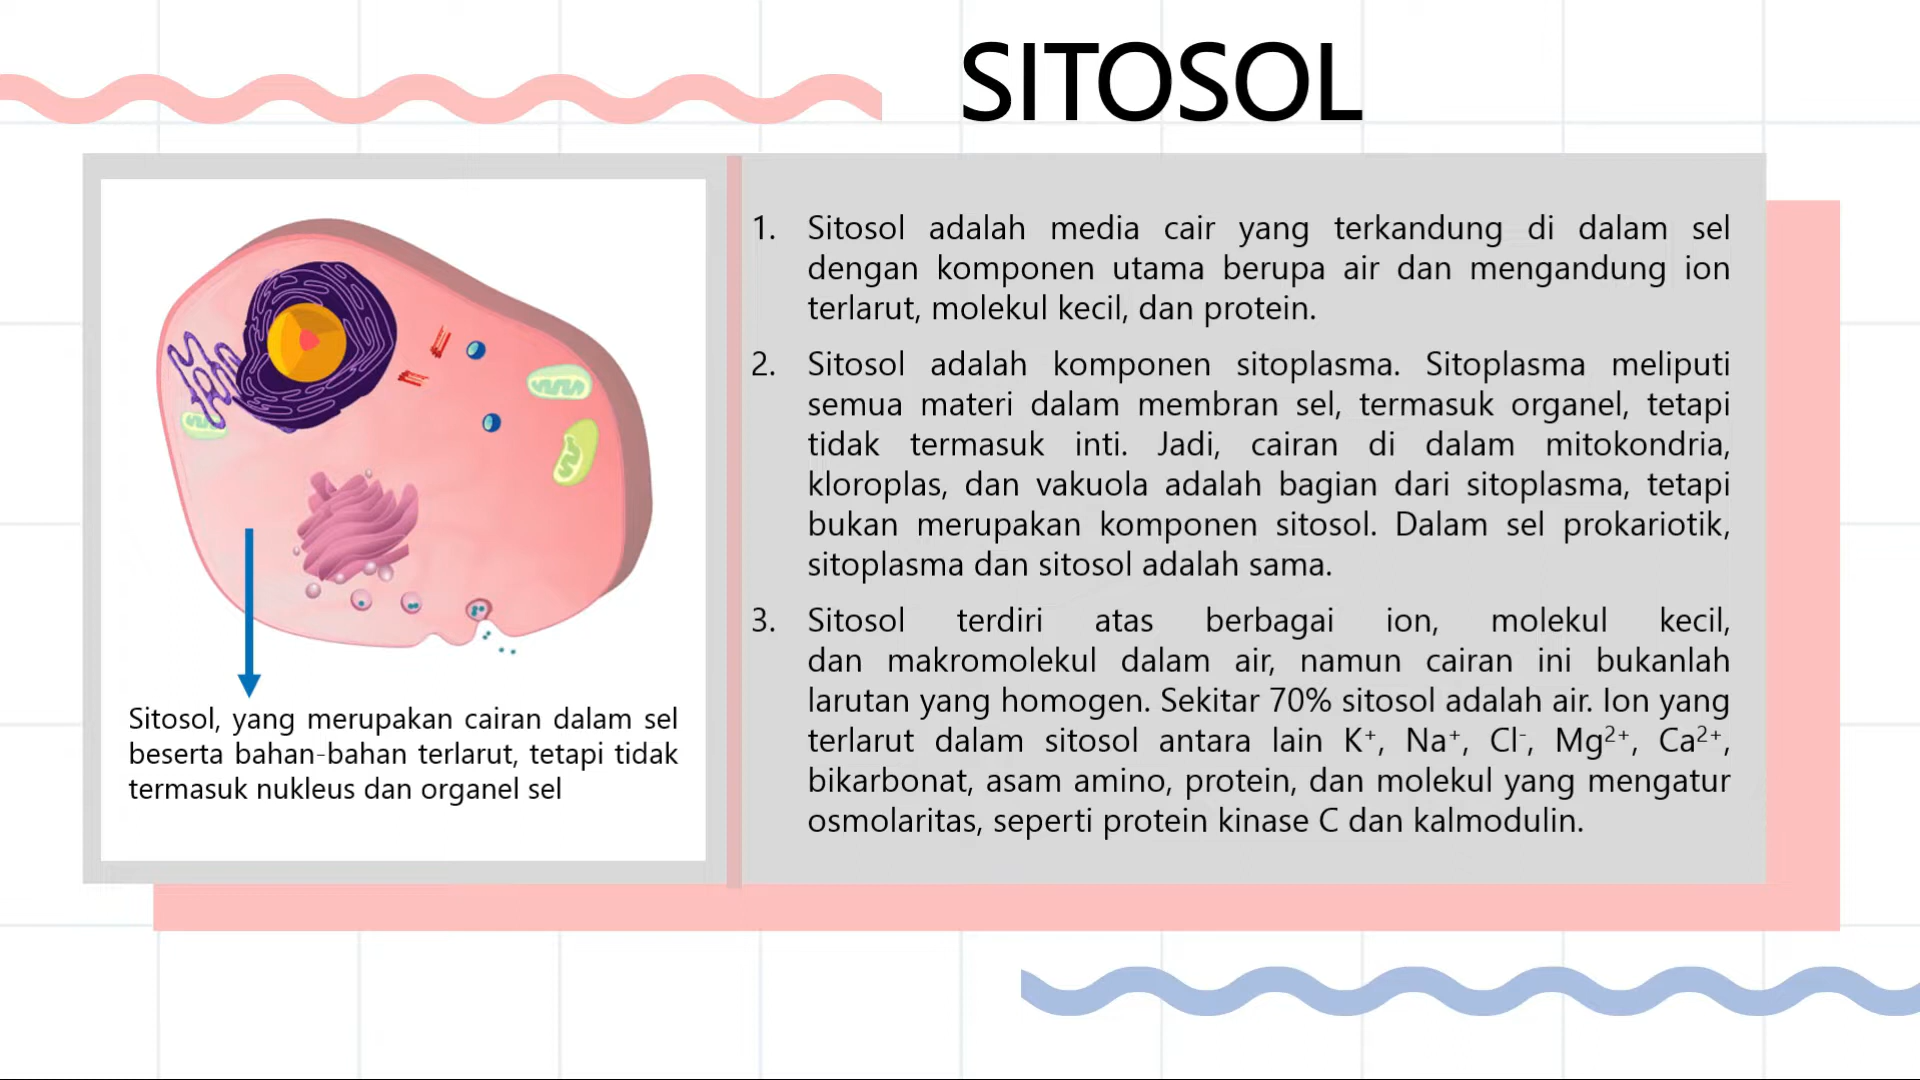 SITOSOL
Sitosol, yang merupakan cairan dalam sel
beserta bahan-bahan terlarut, tetapi tidak
termasuk nukleus dan organel sel
1. Sitosol adalah media cair yang terkandung di dalam sel
dengan komponen utama berupa air dan mengandung ion
terlarut, molekul kecil, dan protein.
2. Sitosol adalah komponen sitoplasma. Sitoplasma meliputi
semua materi dalam membran sel, termasuk organel, tetapi
tidak termasuk inti. Jadi, cairan di dalam mitokondria,
kloroplas, dan vakuola adalah bagian dari sitoplasma, tetapi
bukan merupakan komponen sitosol. Dalam sel prokariotik,
sitoplasma dan sitosol adalah sama.
3. Sitosol terdiri atas berbagai ion, molekul kecil,
dan makromolekul dalam air, namun cairan ini bukanlah
larutan yang homogen. Sekitar 70% sitosol adalah air. Ion yang
terlarut dalam sitosol antara lain K⁺, Na⁺, Cl⁻, Mg²⁺, Ca²⁺,
bikarbonat, asam amino, protein, dan molekul yang mengatur
osmolaritas, seperti protein kinase C dan kalmodulin.